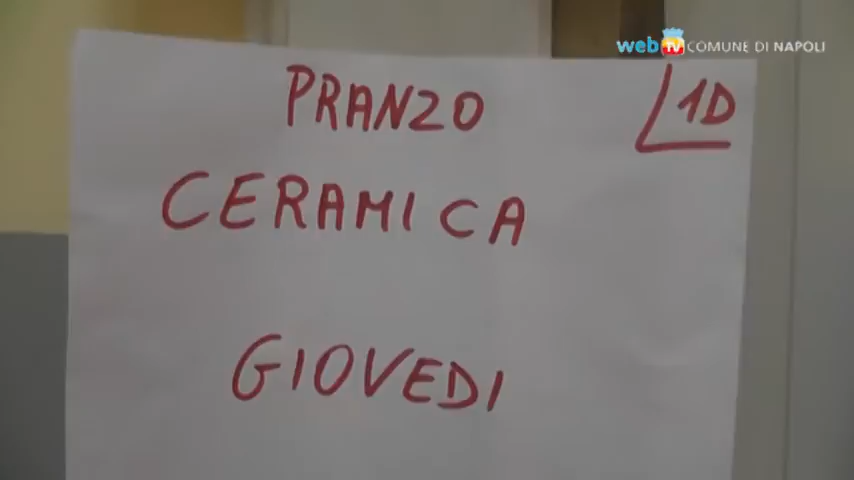 web tv COMUNE DI NAPOLI
PRANZO
1D
CERAMICA
GIOVEDI